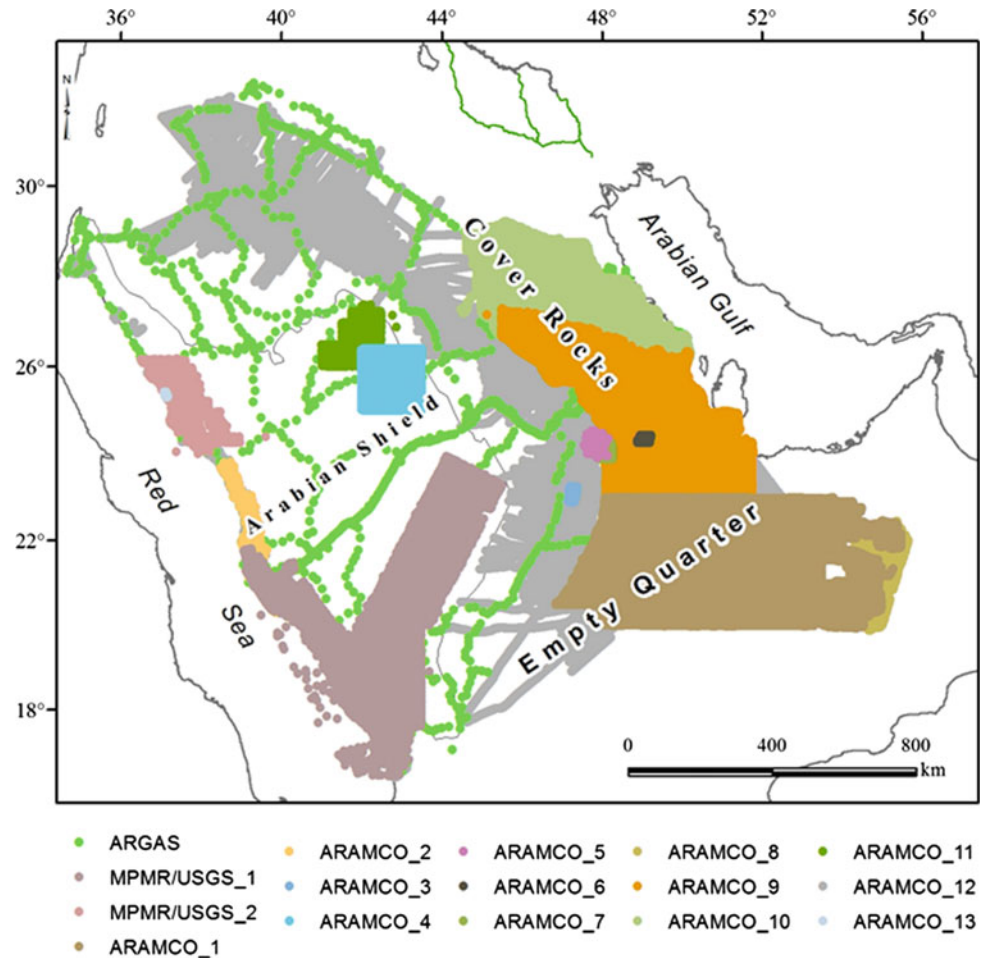 36° 40° 44° 48° 52° 56°
N
30°
26°
22°
18°
Cover Rocks
Arabian Gulf
Arabian Shield
Red
Sea
Empty Quarter
0 400 800
km
ARGAS
MPMR/USGS_1
MPMR/USGS_2
ARAMCO_1
ARAMCO_2
ARAMCO_3
ARAMCO_4
ARAMCO_5
ARAMCO_6
ARAMCO_7
ARAMCO_8
ARAMCO_9
ARAMCO_10
ARAMCO_11
ARAMCO_12
ARAMCO_13